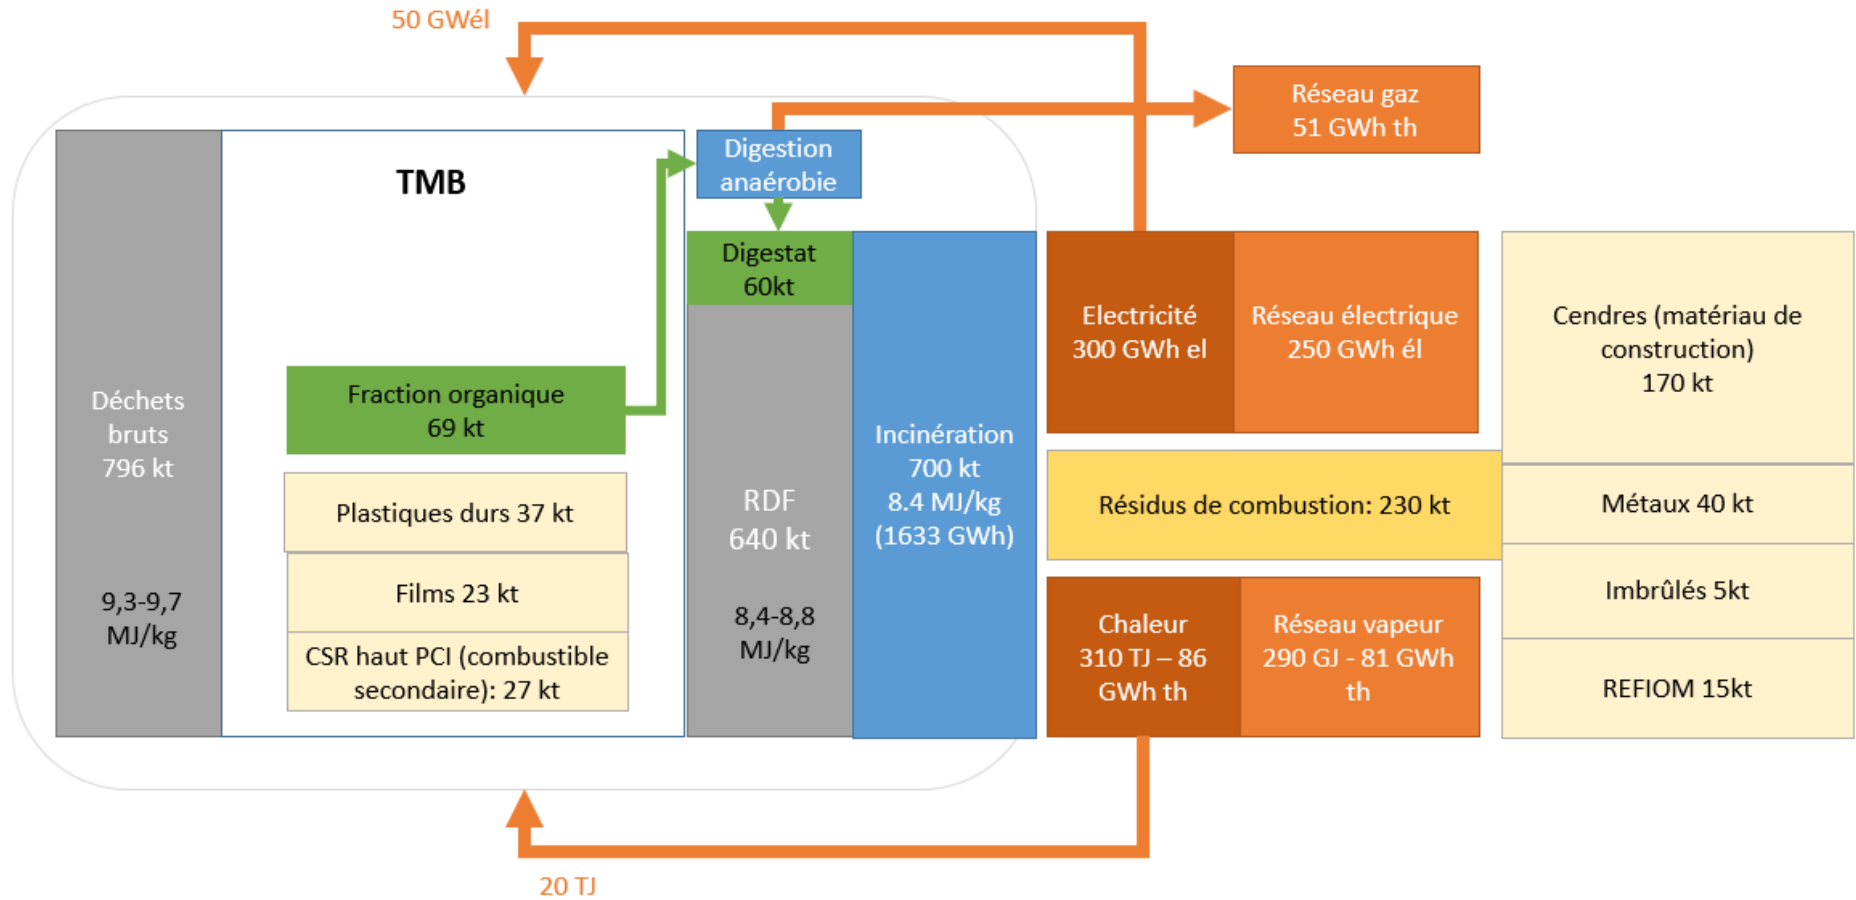 50 GWél
Réseau gaz
51 GWh th
TMB
Digestion
anaérobie
Digestat
60kt
Déchets
bruts
796 kt
9,3-9,7
MJ/kg
Fraction organique
69 kt
Plastiques durs 37 kt
Films 23 kt
CSR haut PCI (combustible
secondaire): 27 kt
RDF
640 kt
8,4-8,8
MJ/kg
Incinération
700 kt
8.4 MJ/kg
(1633 GWh)
Electricité
300 GWh el
Réseau électrique
250 GWh él
Résidus de combustion: 230 kt
Chaleur
310 TJ – 86
GWh th
Réseau vapeur
290 GJ - 81 GWh
th
Cendres (matériau de
construction)
170 kt
Métaux 40 kt
Imbrûlés 5kt
REFIOM 15kt
20 TJ